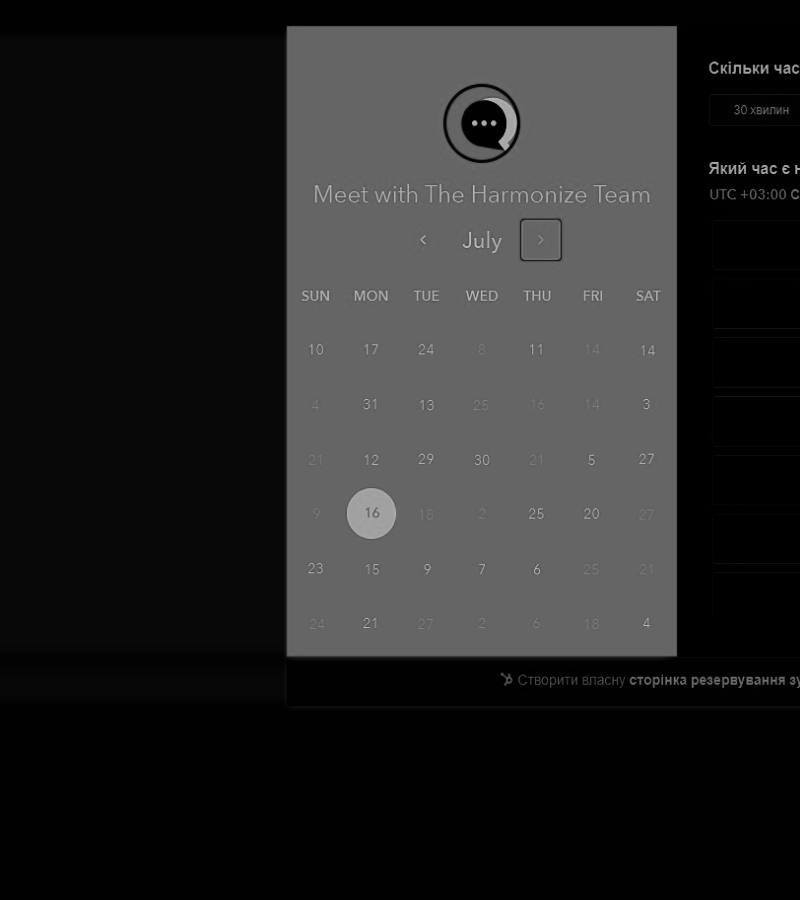 Meet with The Harmonize Team
July
SUN MON TUE WED THU FRI SAT
10 17 24 8 11 14 14
4 31 13 25 16 14 3
21 12 29 30 21 5 27
9 16 18 2 25 20 27
23 15 9 7 6 25 21
24 21 27 2 6 18 4
Скільки час
30 хвилин
Який час є н
UTC +03:00 С
Створити власну сторінка резервування зу